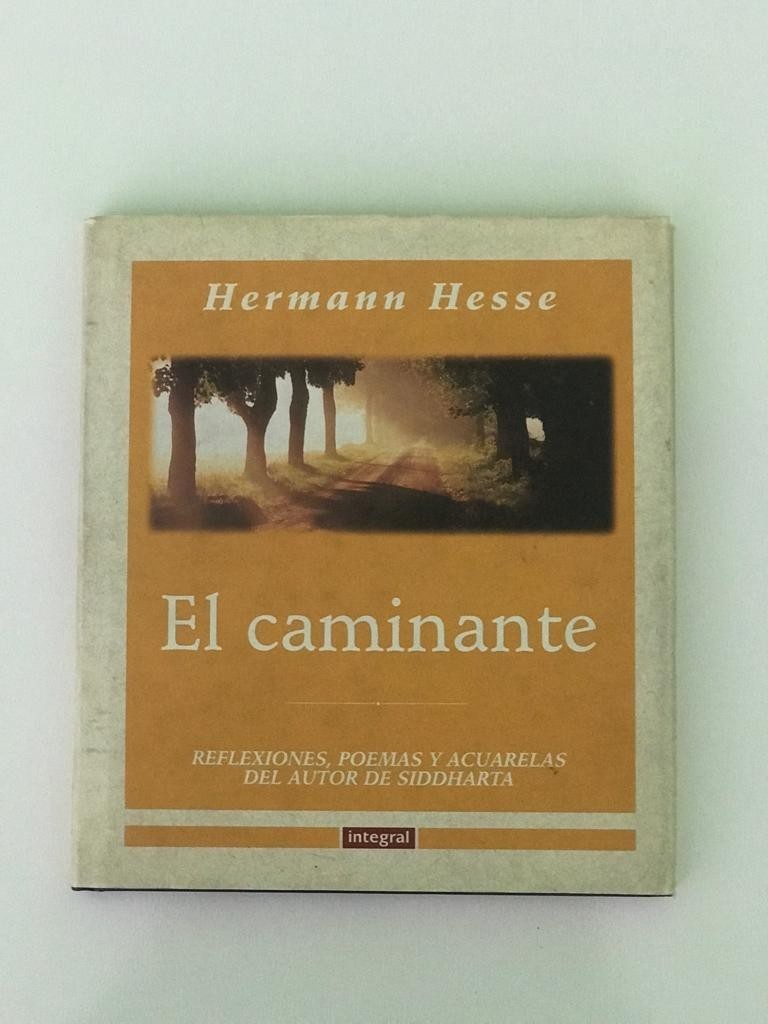 Hermann Hesse
El caminante
REFLEXIONES, POEMAS Y ACUARELAS
DEL AUTOR DE SIDDHARTA
integral